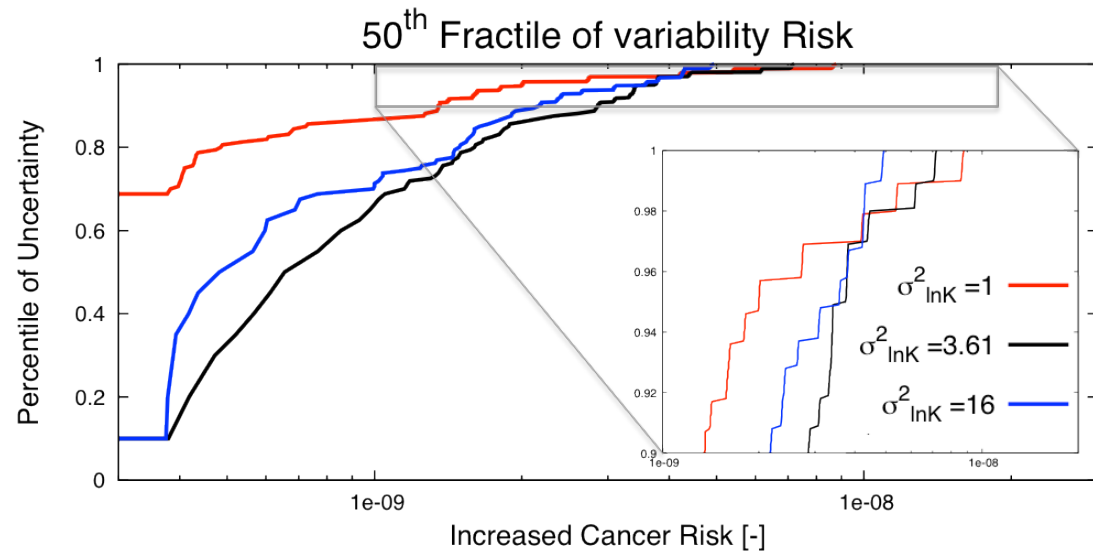 50th Fractile of variability Risk
Percentile of Uncertainty
1
0.8
0.6
0.4
0.2
0
1e-09
1e-08
Increased Cancer Risk [-]
1
0.98
0.96
0.94
0.92
0.9
1e-09
1e-08
σ²lnK =1
σ²lnK =3.61
σ²lnK =16